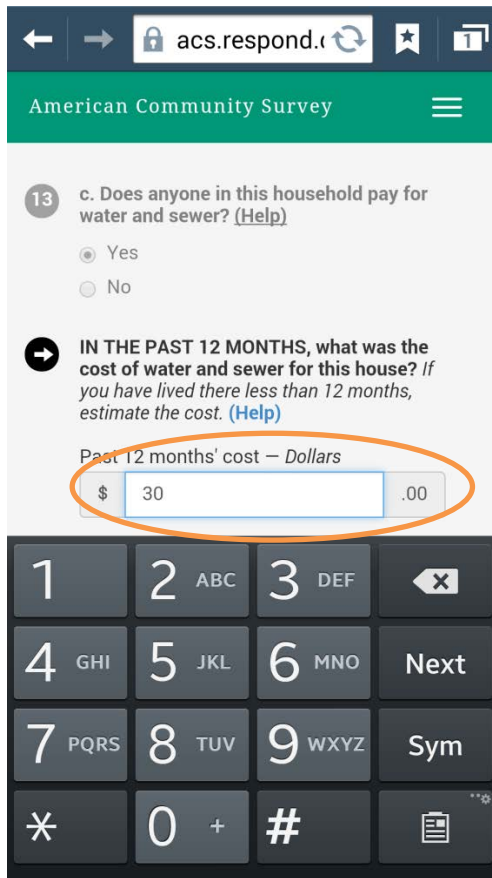 acs.respond.( 1
American Community Survey
13 c. Does anyone in this household pay for
water and sewer? (Help)
Yes
No
IN THE PAST 12 MONTHS, what was the
cost of water and sewer for this house? If
you have lived there less than 12 months,
estimate the cost. (Help)
Past 12 months' cost — Dollars
$ 30 .00
1 2 ABC 3 DEF
4 GHI 5 JKL 6 MNO Next
7 PQRS 8 TUV 9 WXYZ Sym
* 0 + #